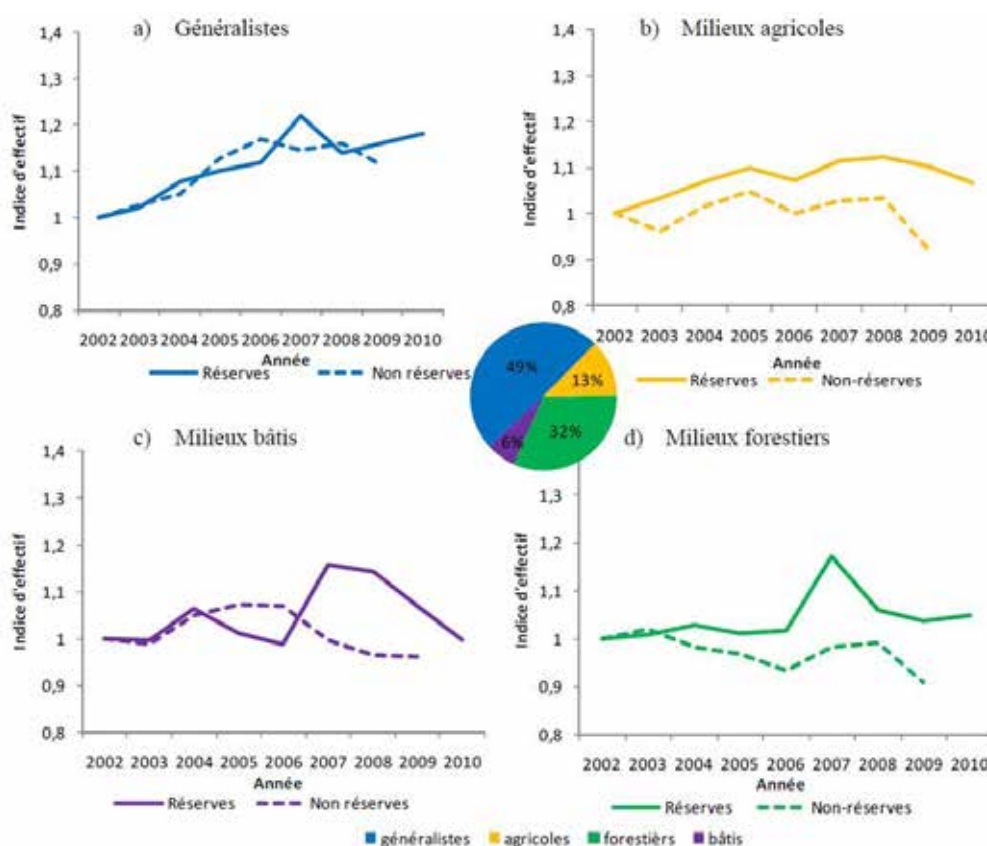 a) Généralistes
1,4
1,3
1,2
1,1
1
0,9
0,8
Indice d'effectif
2002 2003 2004 2005 2006 2007 2008 2009 2010
Année
Réserves Non réserves
b) Milieux agricoles
1,4
1,3
1,2
1,1
1
0,9
0,8
Indice d'effectif
2002 2003 2004 2005 2006 2007 2008 2009 2010
Année
Réserves Non-réserves
49%
13%
32%
6%
c) Milieux bâtis
1,4
1,3
1,2
1,1
1
0,9
0,8
Indice d'effectif
2002 2003 2004 2005 2006 2007 2008 2009 2010
Année
Réserves Non réserves
d) Milieux forestiers
1,3
1,2
1,1
1
0,9
0,8
Indice d'effectif
2002 2003 2004 2005 2006 2007 2008 2009 2010
Année
Réserves Non-réserves
généralistes agricoles forestièrs bâtis